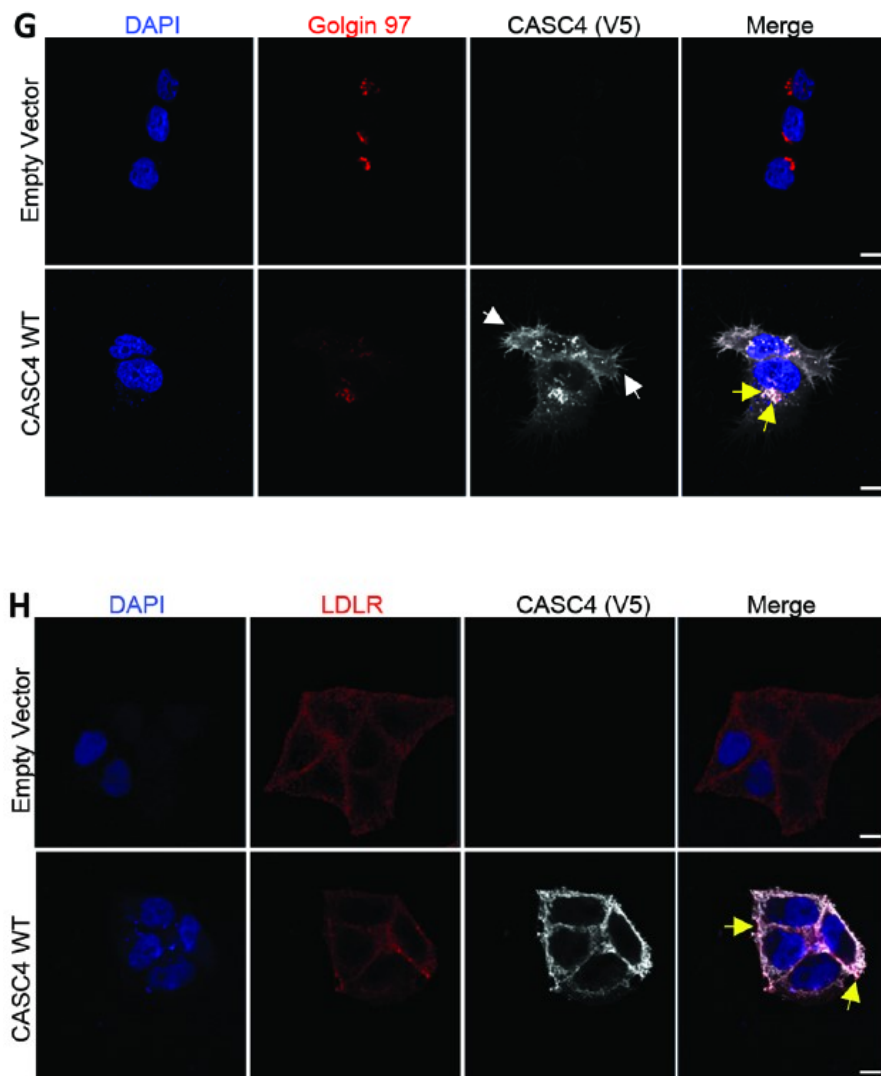 G
DAPI Golgin 97 CASC4 (V5) Merge
Empty Vector
CASC4 WT
H
DAPI LDLR CASC4 (V5) Merge
Empty Vector
CASC4 WT